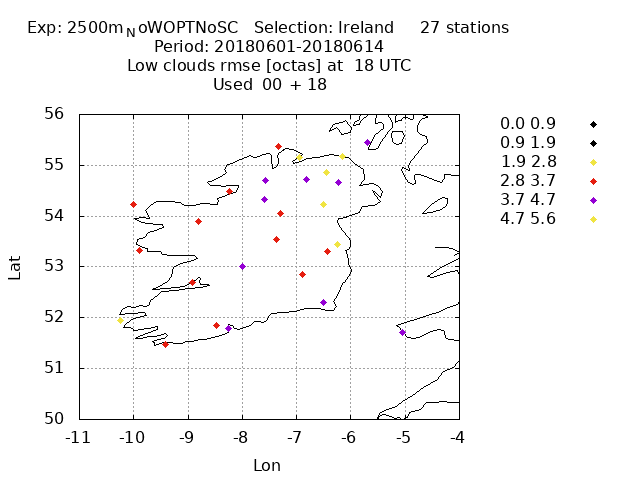 Exp: 2500m_NoWOPTNoSC Selection: Ireland 27 stations
Period: 20180601-20180614
Low clouds rmse [octas] at 18 UTC
Used 00 + 18
56
55
54
53
52
51
50
-11 -10 -9 -8 -7 -6 -5 -4
Lat
Lon
0.0 0.9
0.9 1.9
1.9 2.8
2.8 3.7
3.7 4.7
4.7 5.6